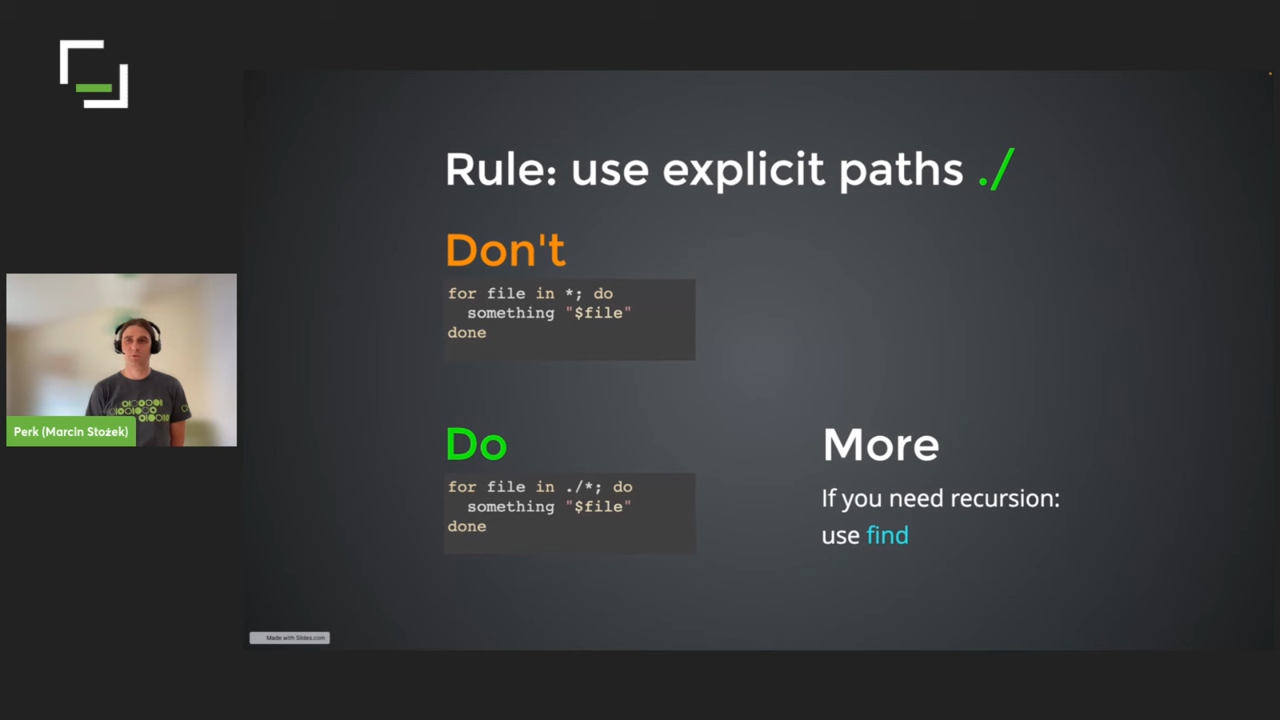 Rule: use explicit paths ./
Don't
for file in *; do
  something "$file"
done
Do
for file in ./*; do
  something "$file"
done
More
If you need recursion:
use find
Perk (Marcin Stożek)
Made with Slides.com